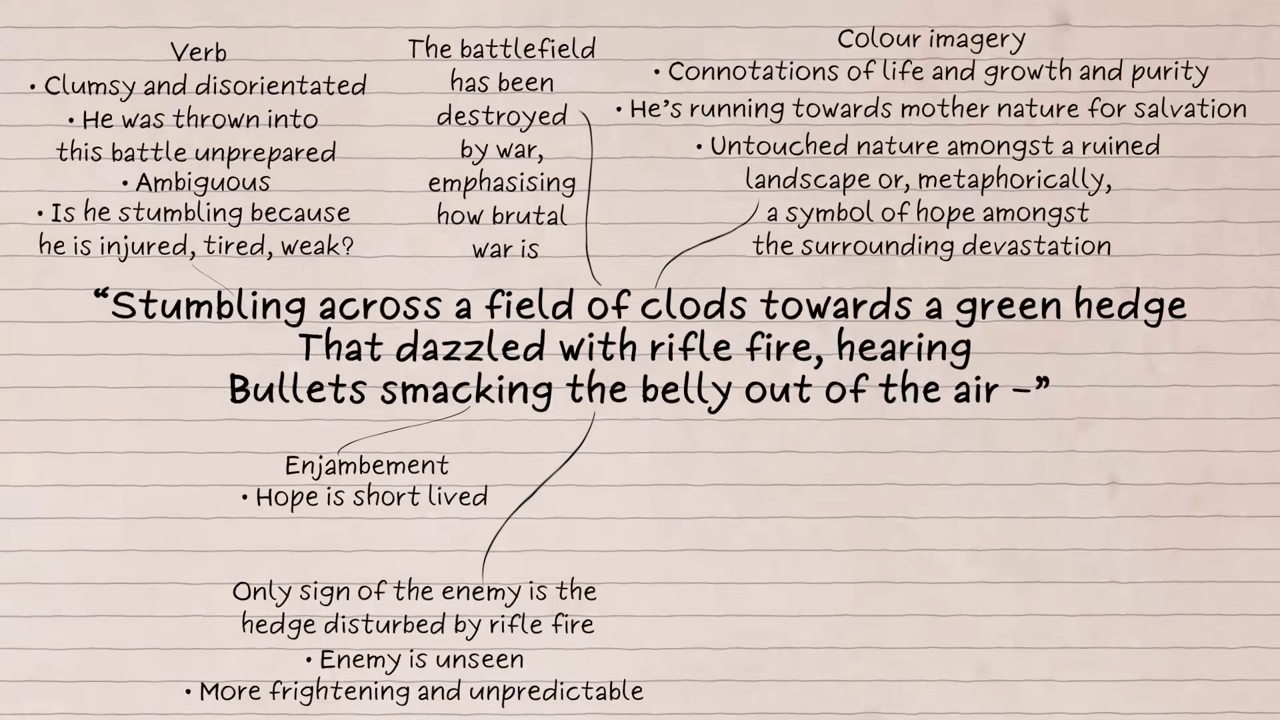 Verb
• Clumsy and disorientated
• He was thrown into
this battle unprepared
• Ambiguous
• Is he stumbling because
he is injured, tired, weak?
The battlefield
has been
destroyed
by war,
emphasising
how brutal
war is
Colour imagery
• Connotations of life and growth and purity
• He’s running towards mother nature for salvation
• Untouched nature amongst a ruined
landscape or, metaphorically,
a symbol of hope amongst
the surrounding devastation
“Stumbling across a field of clods towards a green hedge
That dazzled with rifle fire, hearing
Bullets smacking the belly out of the air –”
Enjambement
• Hope is short lived
Only sign of the enemy is the
hedge disturbed by rifle fire
• Enemy is unseen
• More frightening and unpredictable